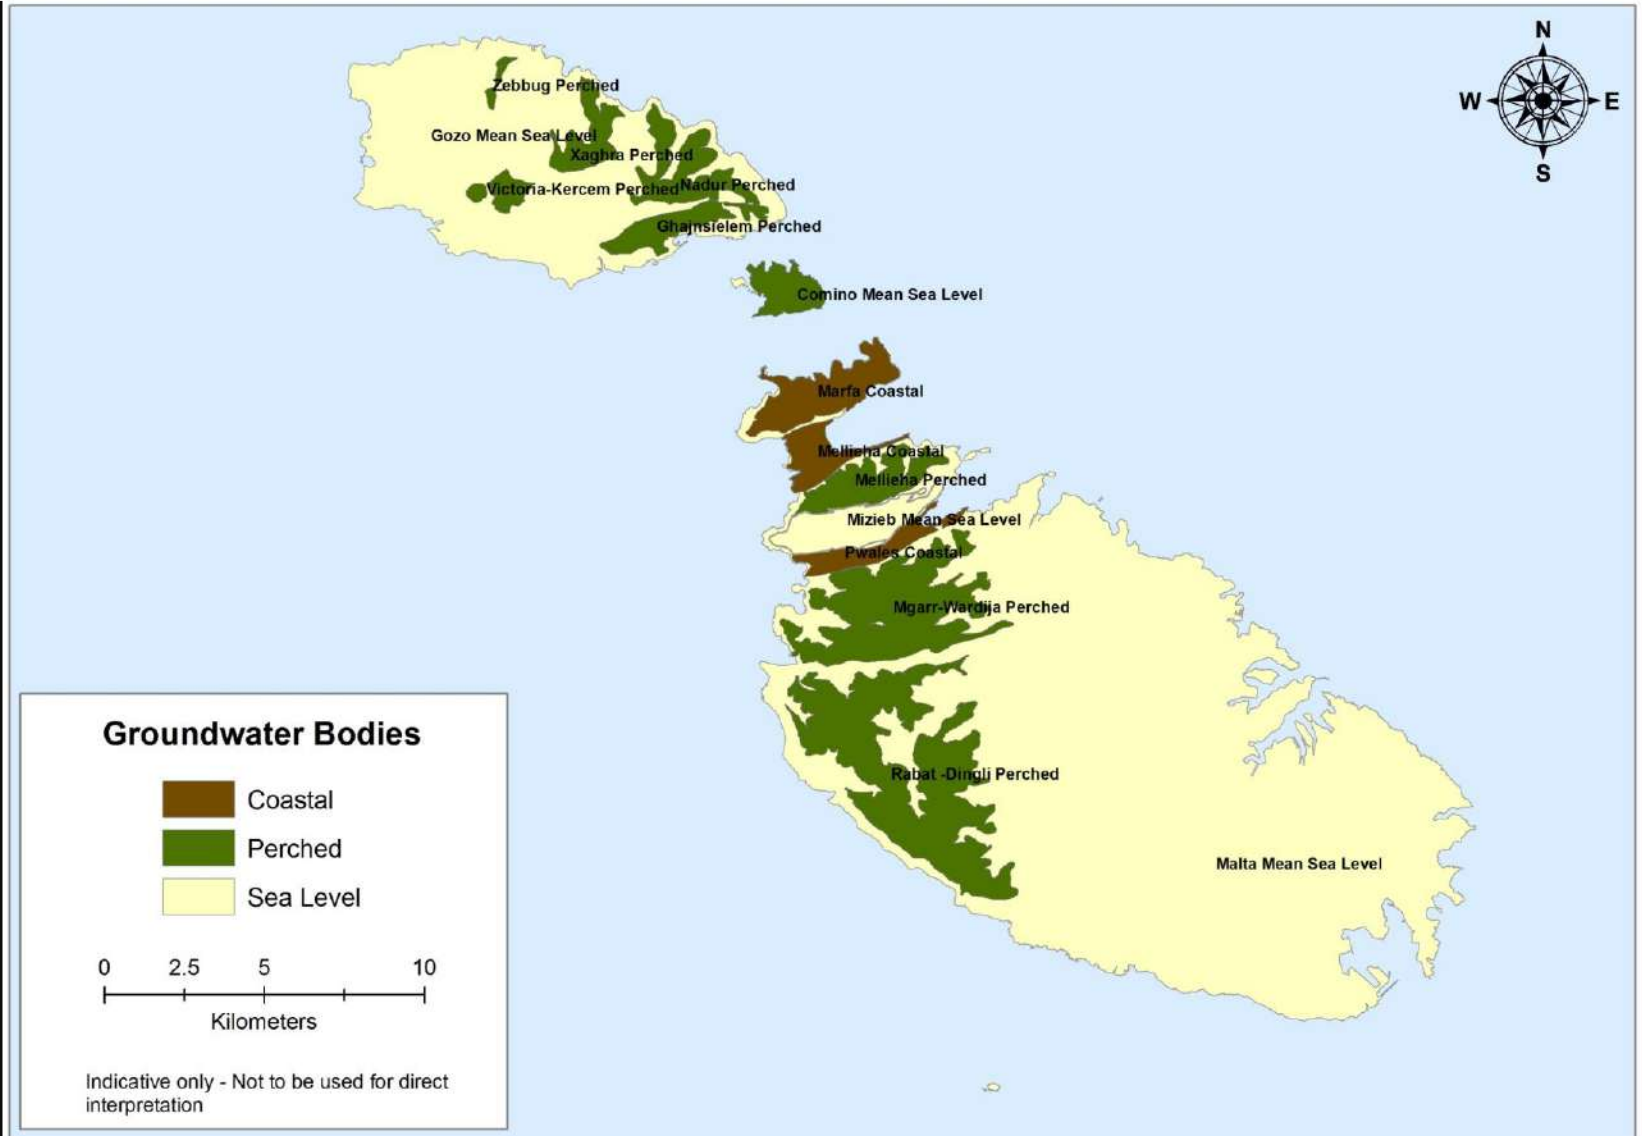 N
W E
S
Zebbug Perched
Gozo Mean Sea Level
Xaghra Perched
Victoria-Kercem Perched
Nadur Perched
Ghajnsielem Perched
Comino Mean Sea Level
Marfa Coastal
Mellieha Coastal
Mellieha Perched
Mizieb Mean Sea Level
Pwales Coastal
Mgarr-Wardija Perched
Rabat -Dingli Perched
Malta Mean Sea Level
Groundwater Bodies
Coastal
Perched
Sea Level
0 2.5 5 10
Kilometers
Indicative only - Not to be used for direct
interpretation